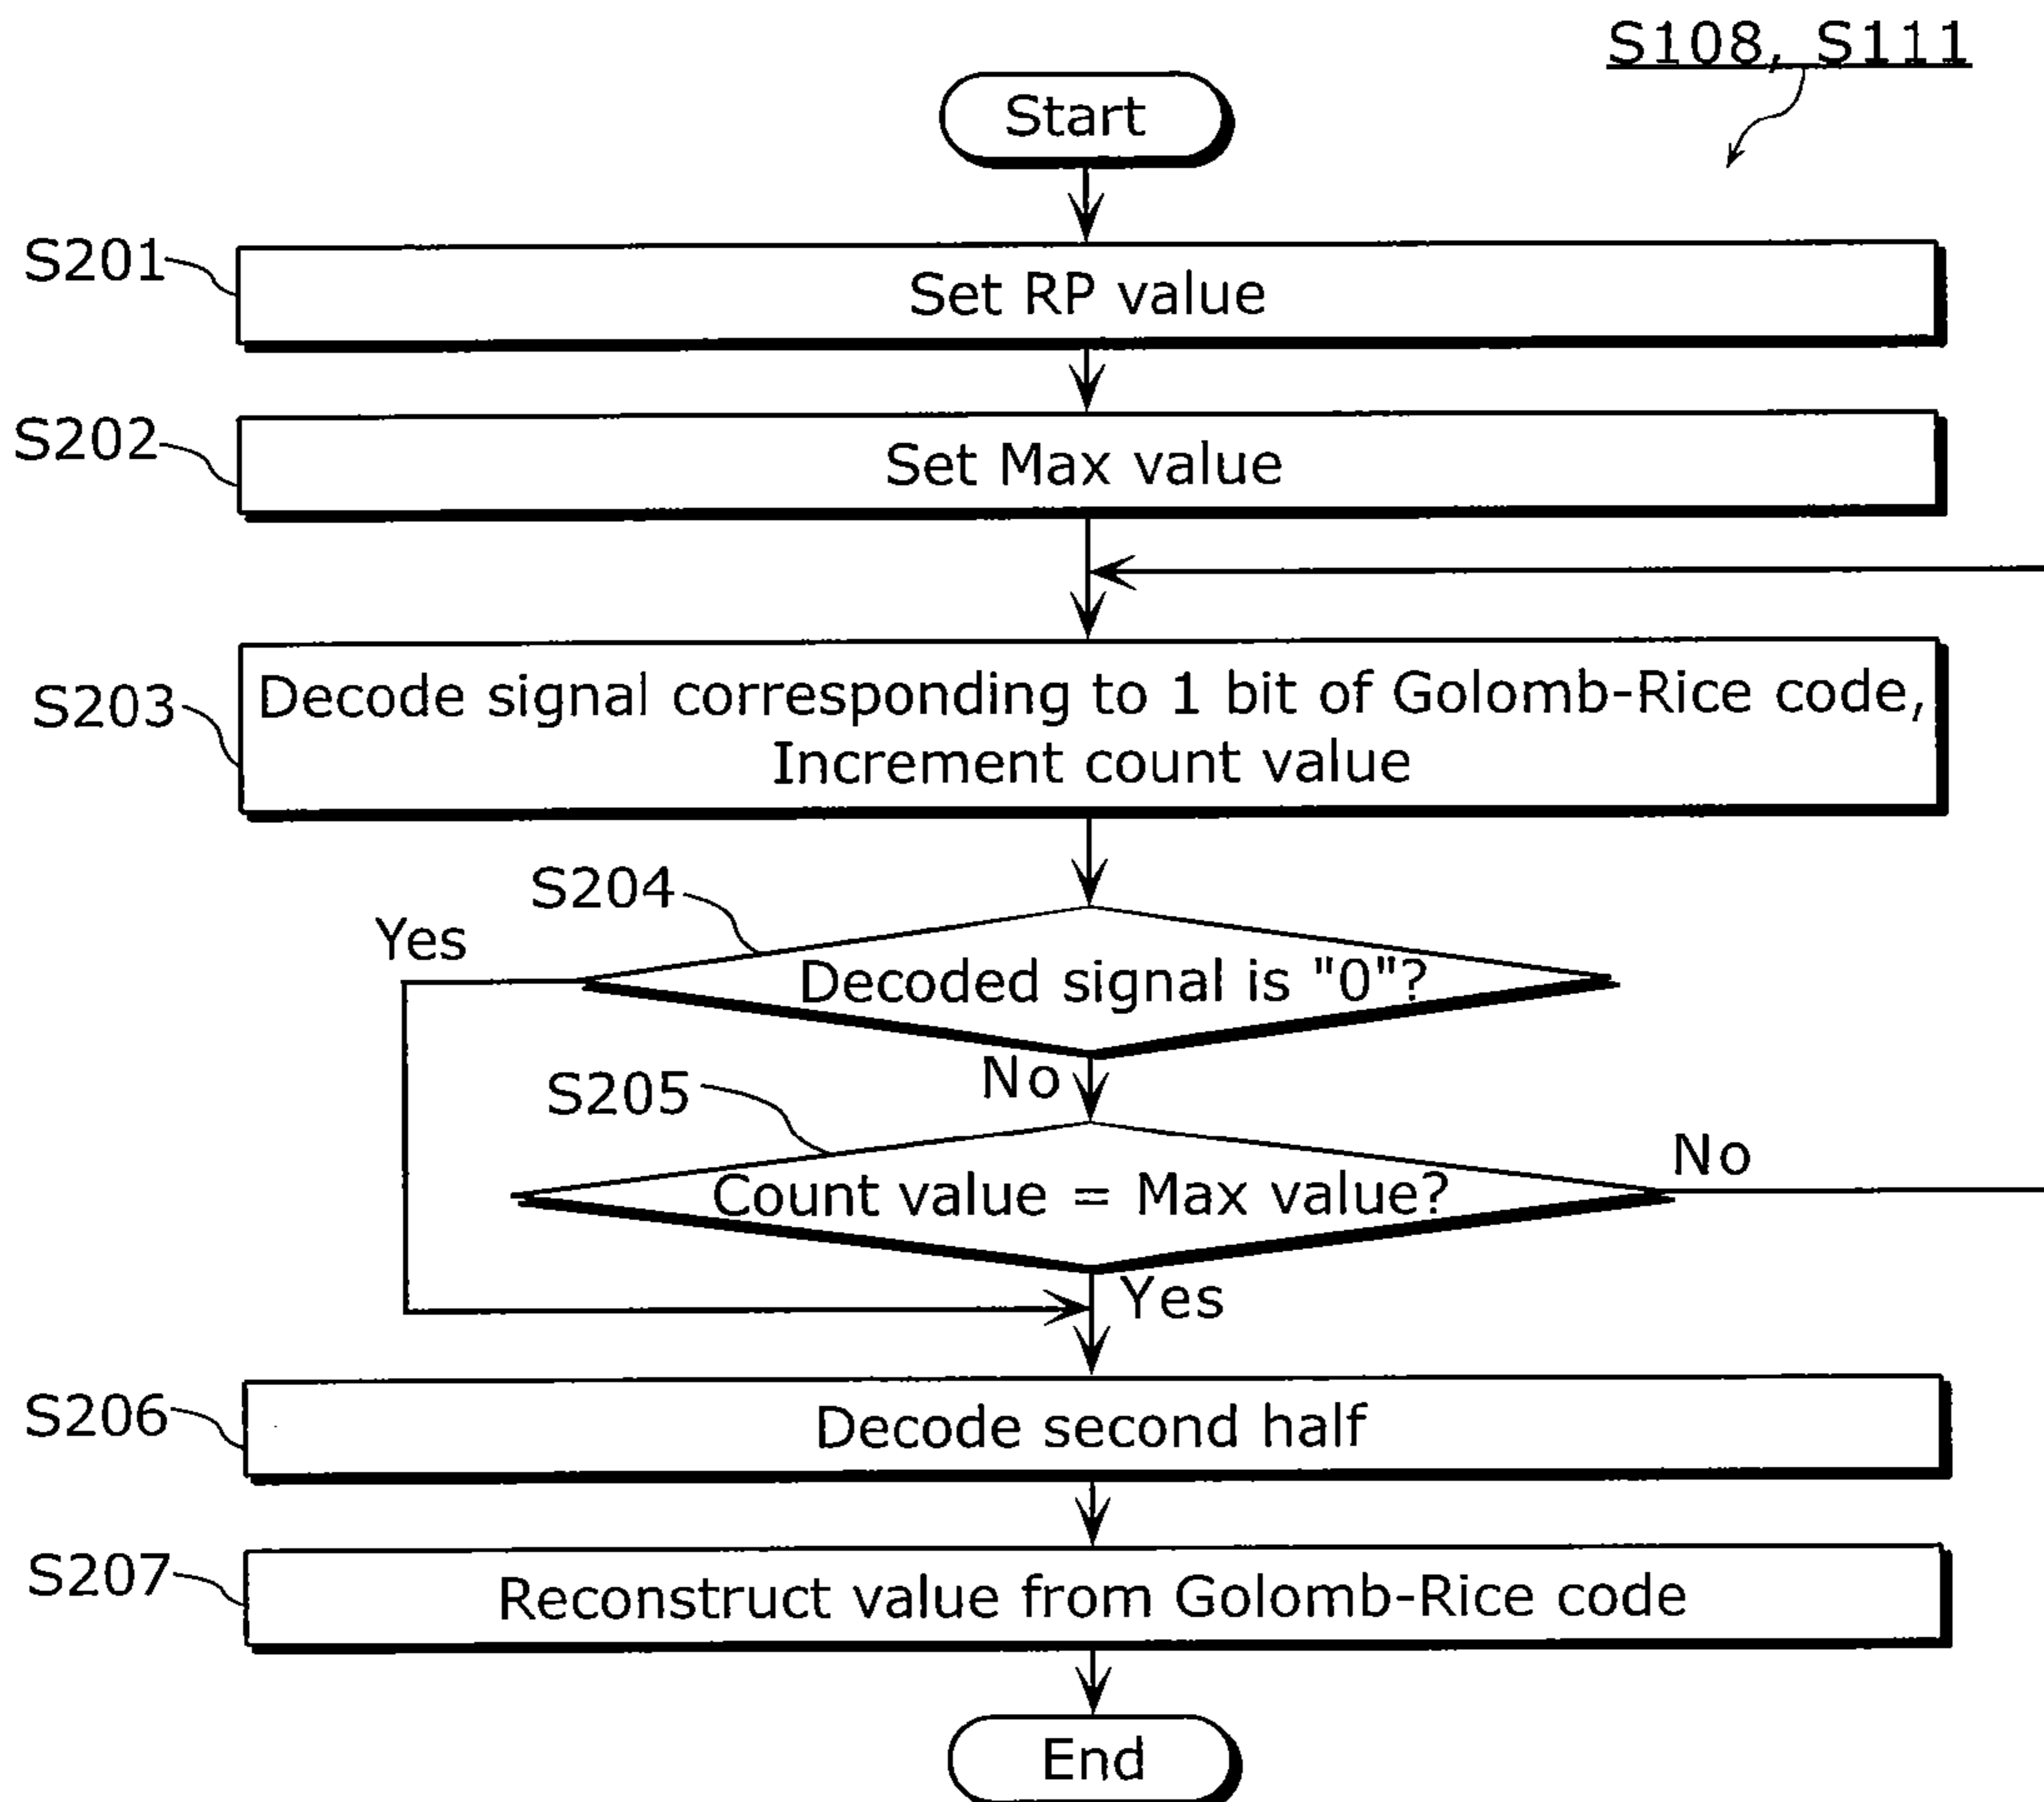 S108, S111
Start
S201
Set RP value
S202
Set Max value
S203
Decode signal corresponding to 1 bit of Golomb-Rice code,
Increment count value
S204
Yes
Decoded signal is "0"?
No
S205
No
Count value = Max value?
Yes
S206
Decode second half
S207
Reconstruct value from Golomb-Rice code
End